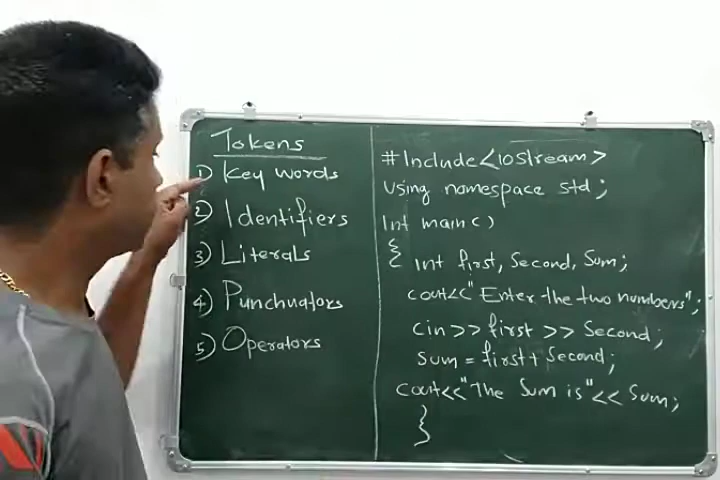 Tokens
1) Key words
2) Identifiers
3) Literals
4) Punchuators
5) Operators
#Include <iostream>
using namespace std;
int main()
{ int first, Second, Sum;
cout<<"Enter the two numbers";
cin >> first >> Second;
sum = first + Second;
cout<<"The Sum is"<< Sum;
}